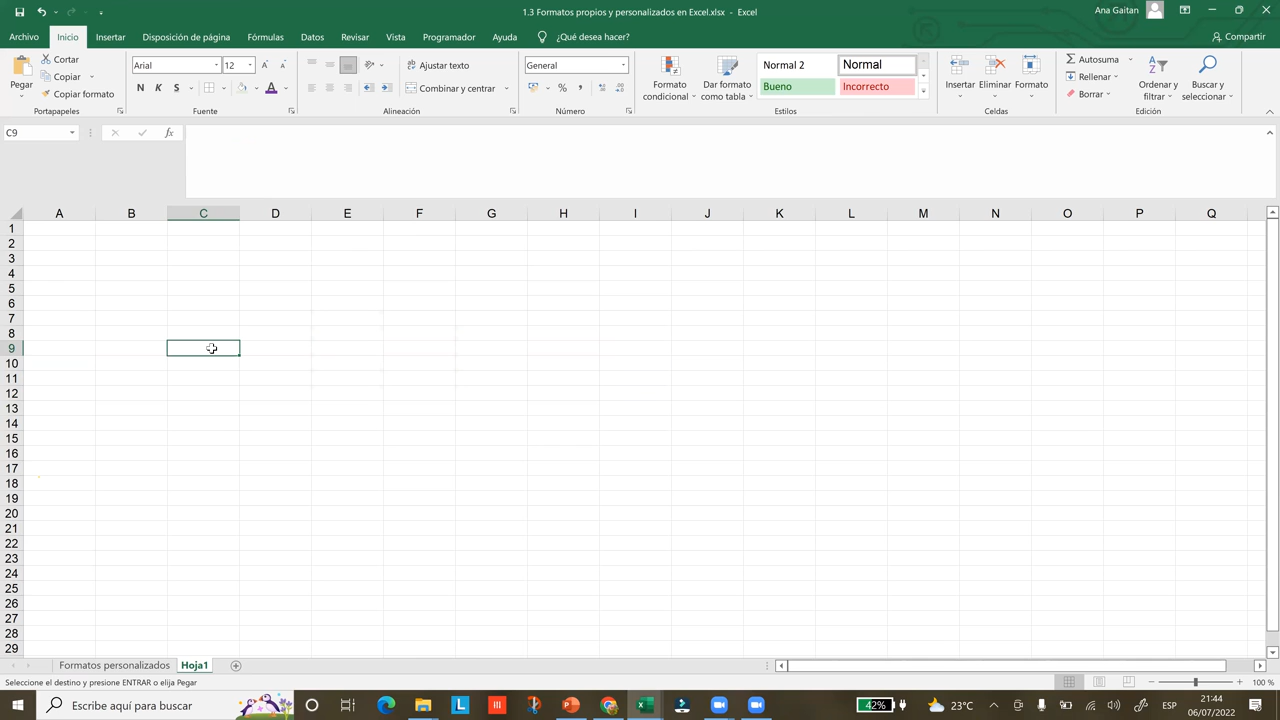 1.3 Formatos propios y personalizados en Excel.xlsx - Excel
Ana Gaitan
Archivo Inicio Insertar Disposición de página Fórmulas Datos Revisar Vista Programador Ayuda ¿Qué desea hacer? Compartir
Pegar
Cortar
Copiar
Copiar formato
Portapapeles
Arial 12
N K S A
Fuente
Ajustar texto
Combinar y centrar
Alineación
General
%
Número
Formato condicional
Dar formato como tabla
Normal 2 Normal
Bueno Incorrecto
Estilos
Insertar Eliminar Formato
Celdas
Autosuma
Rellenar
Borrar
Ordenar y filtrar
Buscar y seleccionar
Edición
C9 fx
A B C D E F G H I J K L M N O P Q
1
2
3
4
5
6
7
8
9
10
11
12
13
14
15
16
17
18
19
20
21
22
23
24
25
26
27
28
29
Formatos personalizados Hoja1
Seleccione el destino y presione ENTRAR o elija Pegar
100 %
Escribe aquí para buscar
42%
23°C
ESP
21:44
06/07/2022